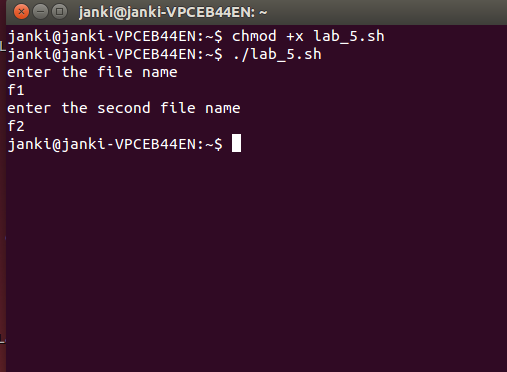 janki@janki-VPCEB44EN: ~
janki@janki-VPCEB44EN:~$ chmod +x lab_5.sh
janki@janki-VPCEB44EN:~$ ./lab_5.sh
enter the file name
f1
enter the second file name
f2
janki@janki-VPCEB44EN:~$